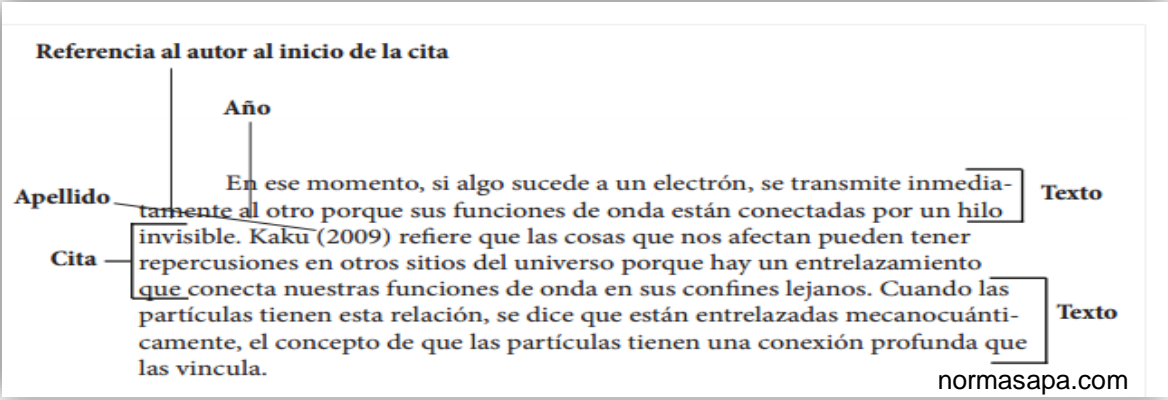 Referencia al autor al inicio de la cita
Año
Apellido
En ese momento, si algo sucede a un electrón, se transmite inmedia-
tamente al otro porque sus funciones de onda están conectadas por un hilo
Texto
invisible. Kaku (2009) refiere que las cosas que nos afectan pueden tener
Cita
repercusiones en otros sitios del universo porque hay un entrelazamiento
que conecta nuestras funciones de onda en sus confines lejanos. Cuando las
partículas tienen esta relación, se dice que están entrelazadas mecanocuánti-
Texto
camente, el concepto de que las partículas tienen una conexión profunda que
las vincula.
normasapa.com